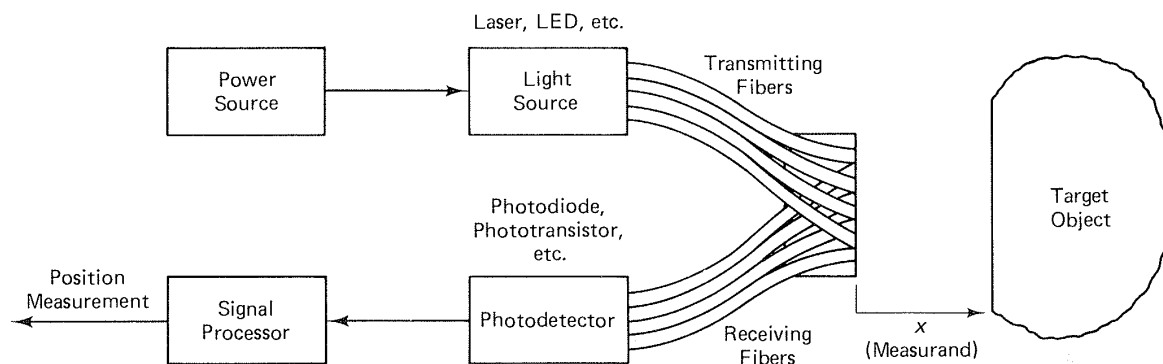 Laser, LED, etc.
Power
Source
Light
Source
Transmitting
Fibers
Target
Object
Photodiode,
Phototransistor,
etc.
Position
Measurement
Signal
Processor
Photodetector
Receiving
Fibers
x
(Measurand)